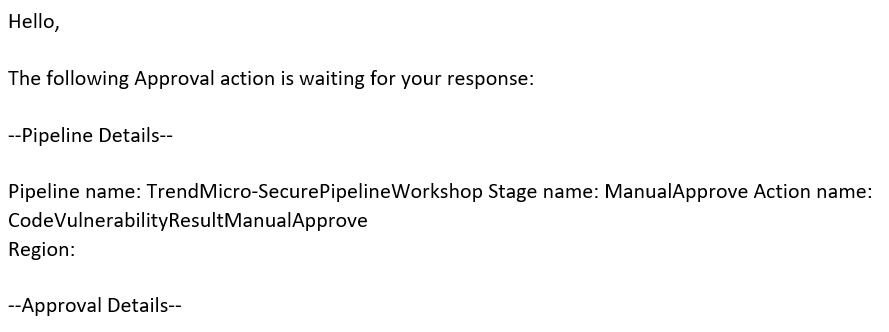 Hello,
The following Approval action is waiting for your response:
--Pipeline Details--
Pipeline name: TrendMicro-SecurePipelineWorkshop Stage name: ManualApprove Action name:
CodeVulnerabilityResultManualApprove
Region:
--Approval Details--